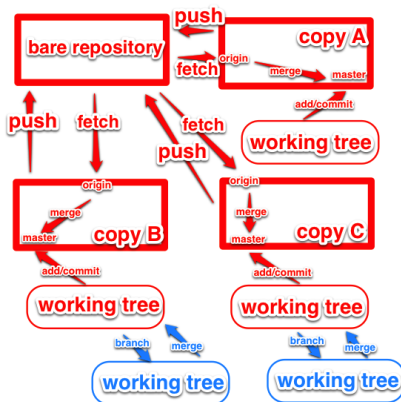 push
bare repository
copy A
fetch
origin
merge
master
add/commit
working tree
push
fetch
fetch
push
origin
merge
master
copy B
origin
merge
master
copy C
add/commit
working tree
add/commit
working tree
branch
merge
working tree
branch
merge
working tree